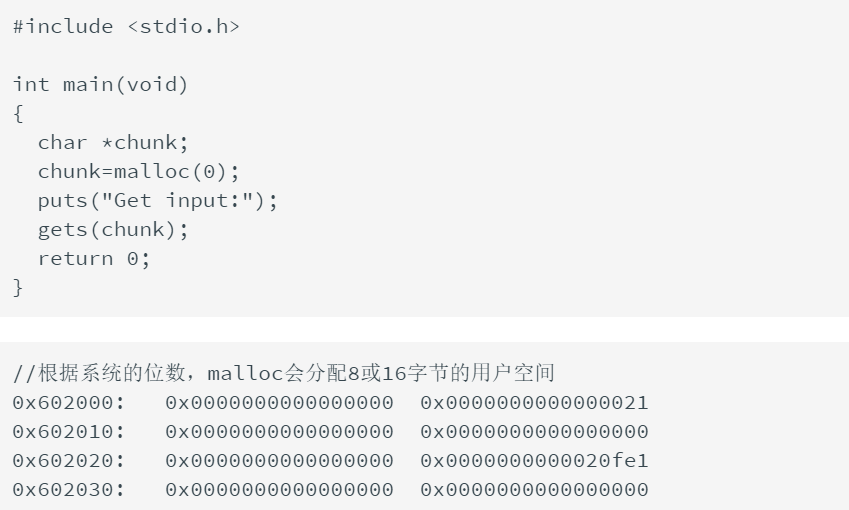 #include <stdio.h>
int main(void)
{
char *chunk;
chunk=malloc(0);
puts("Get input:");
gets(chunk);
return 0;
}
//根据系统的位数，malloc会分配8或16字节的用户空间
0x602000: 0x0000000000000000 0x0000000000000021
0x602010: 0x0000000000000000 0x0000000000000000
0x602020: 0x0000000000000000 0x0000000000020fe1
0x602030: 0x0000000000000000 0x0000000000000000